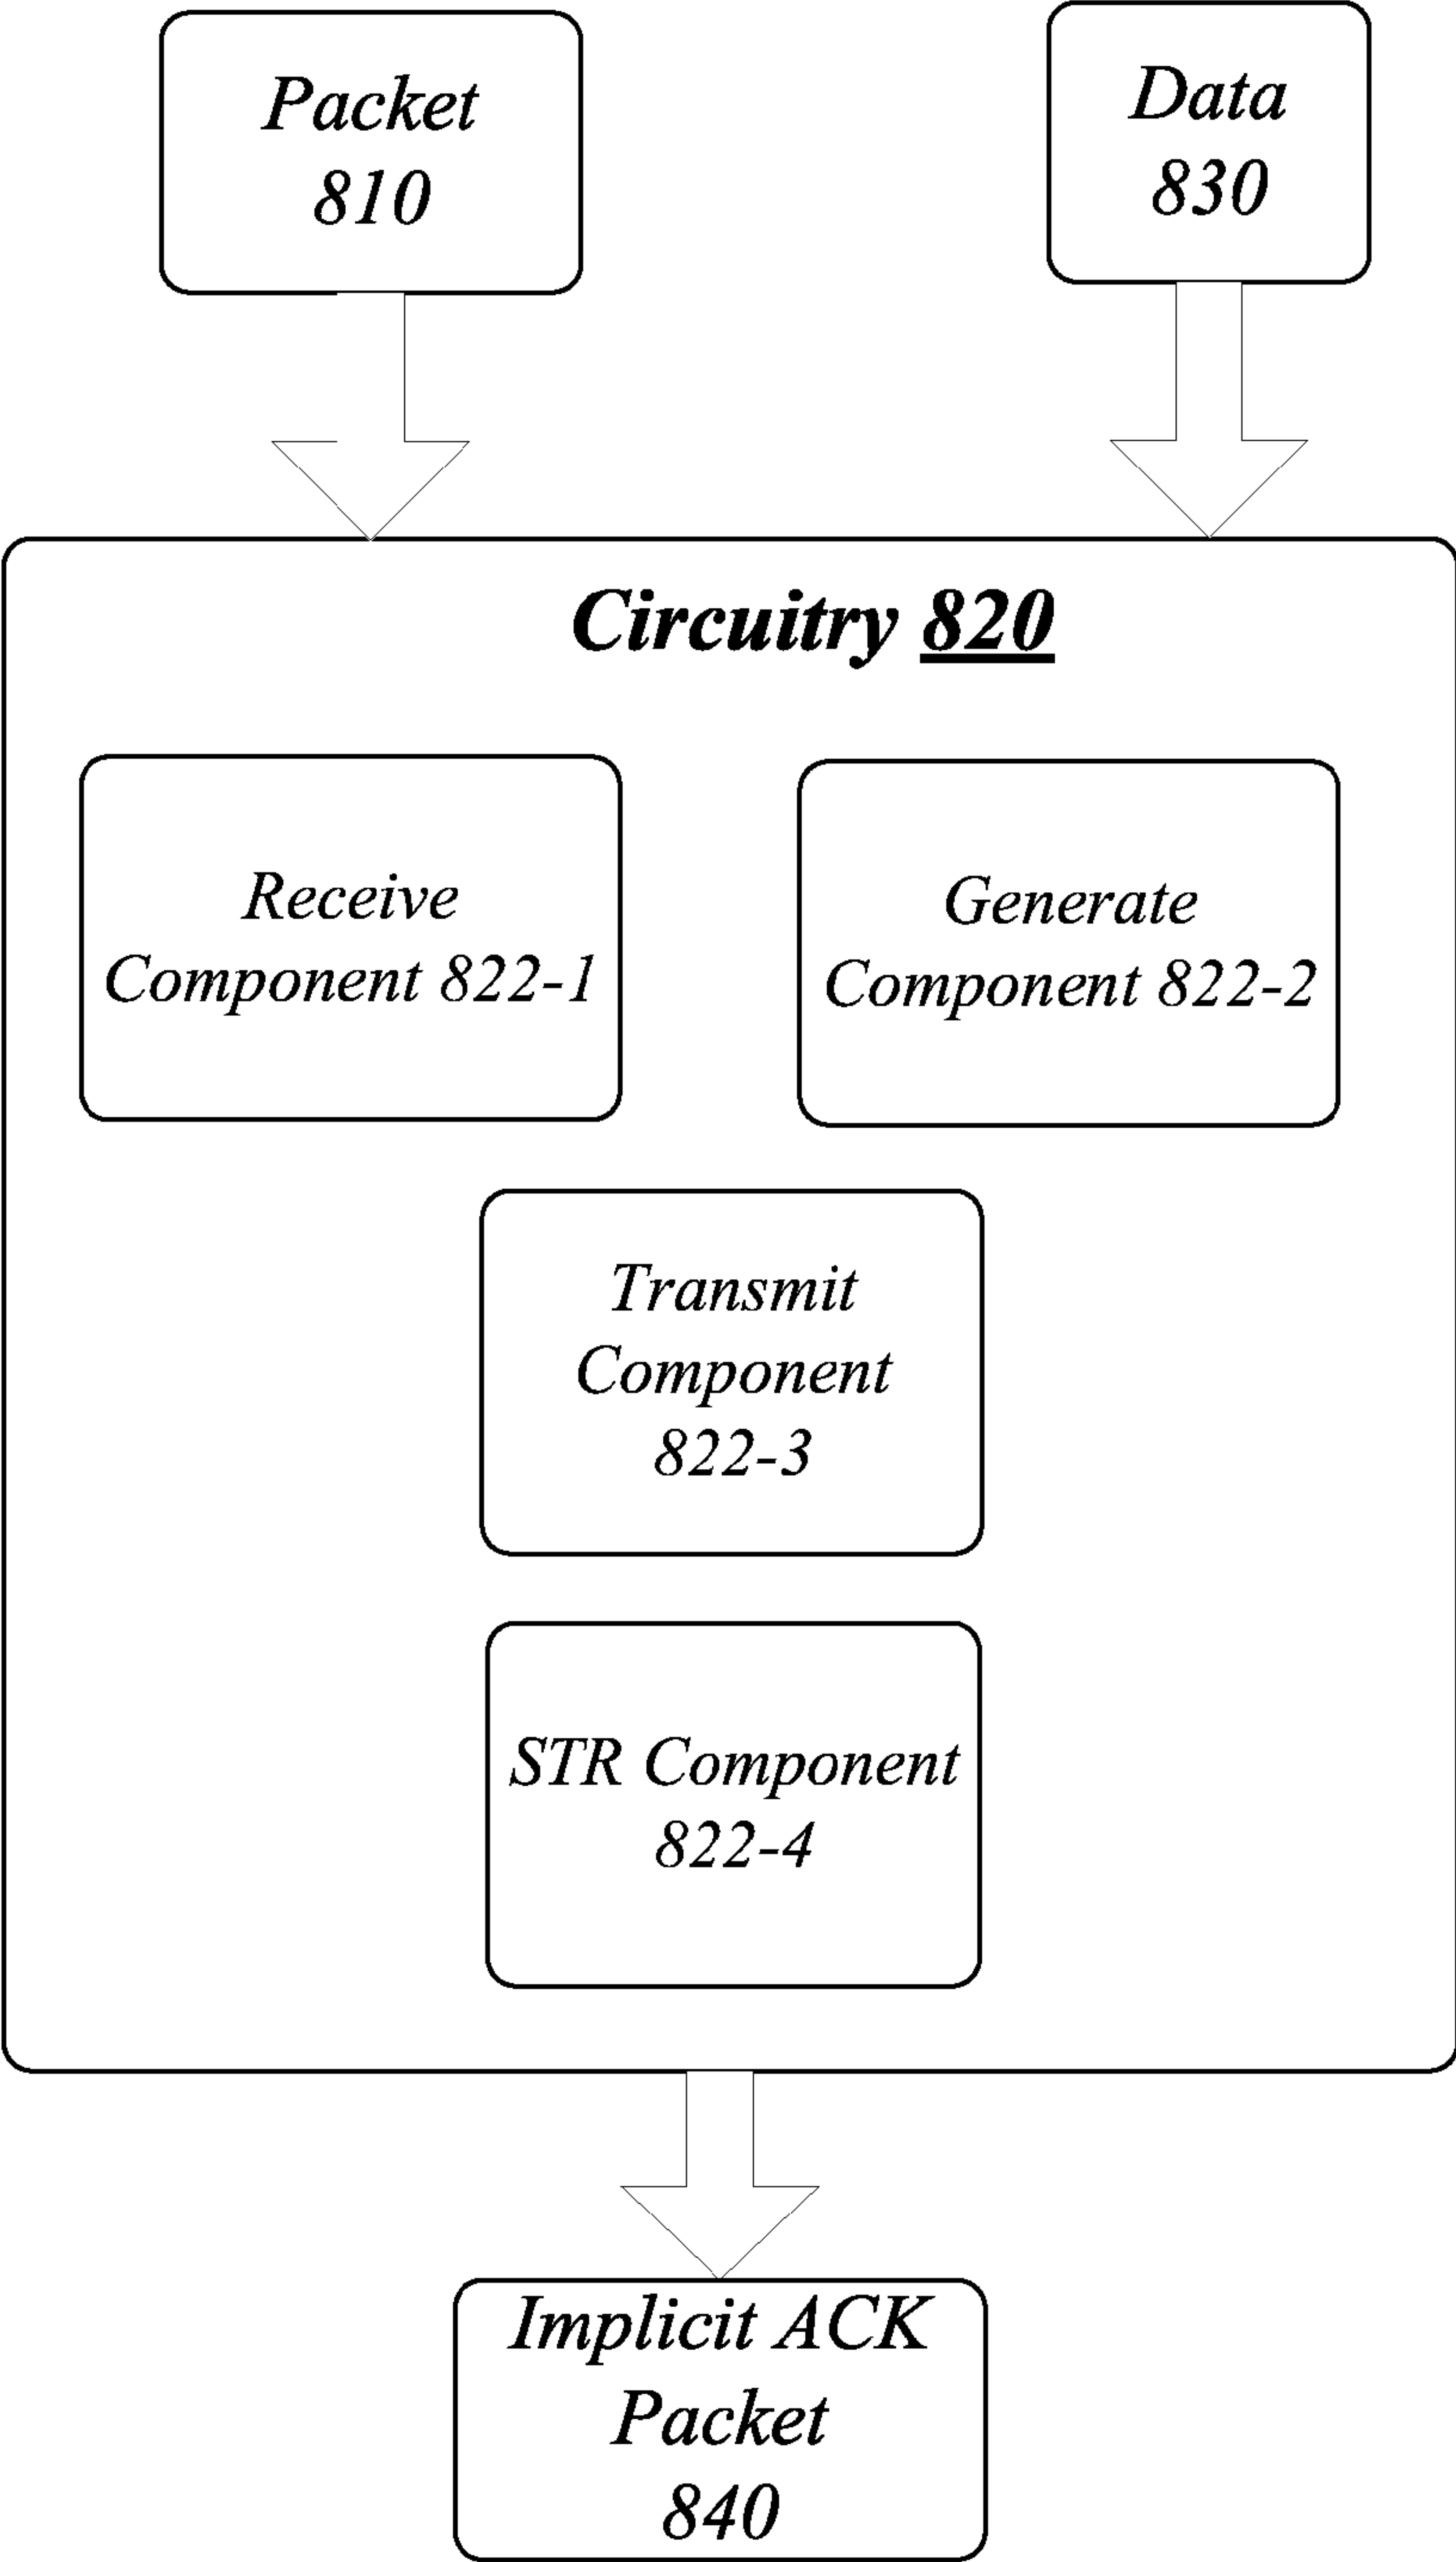 Packet
810
Data
830
Circuitry 820
Receive
Component 822-1
Generate
Component 822-2
Transmit
Component
822-3
STR Component
822-4
Implicit ACK
Packet
840